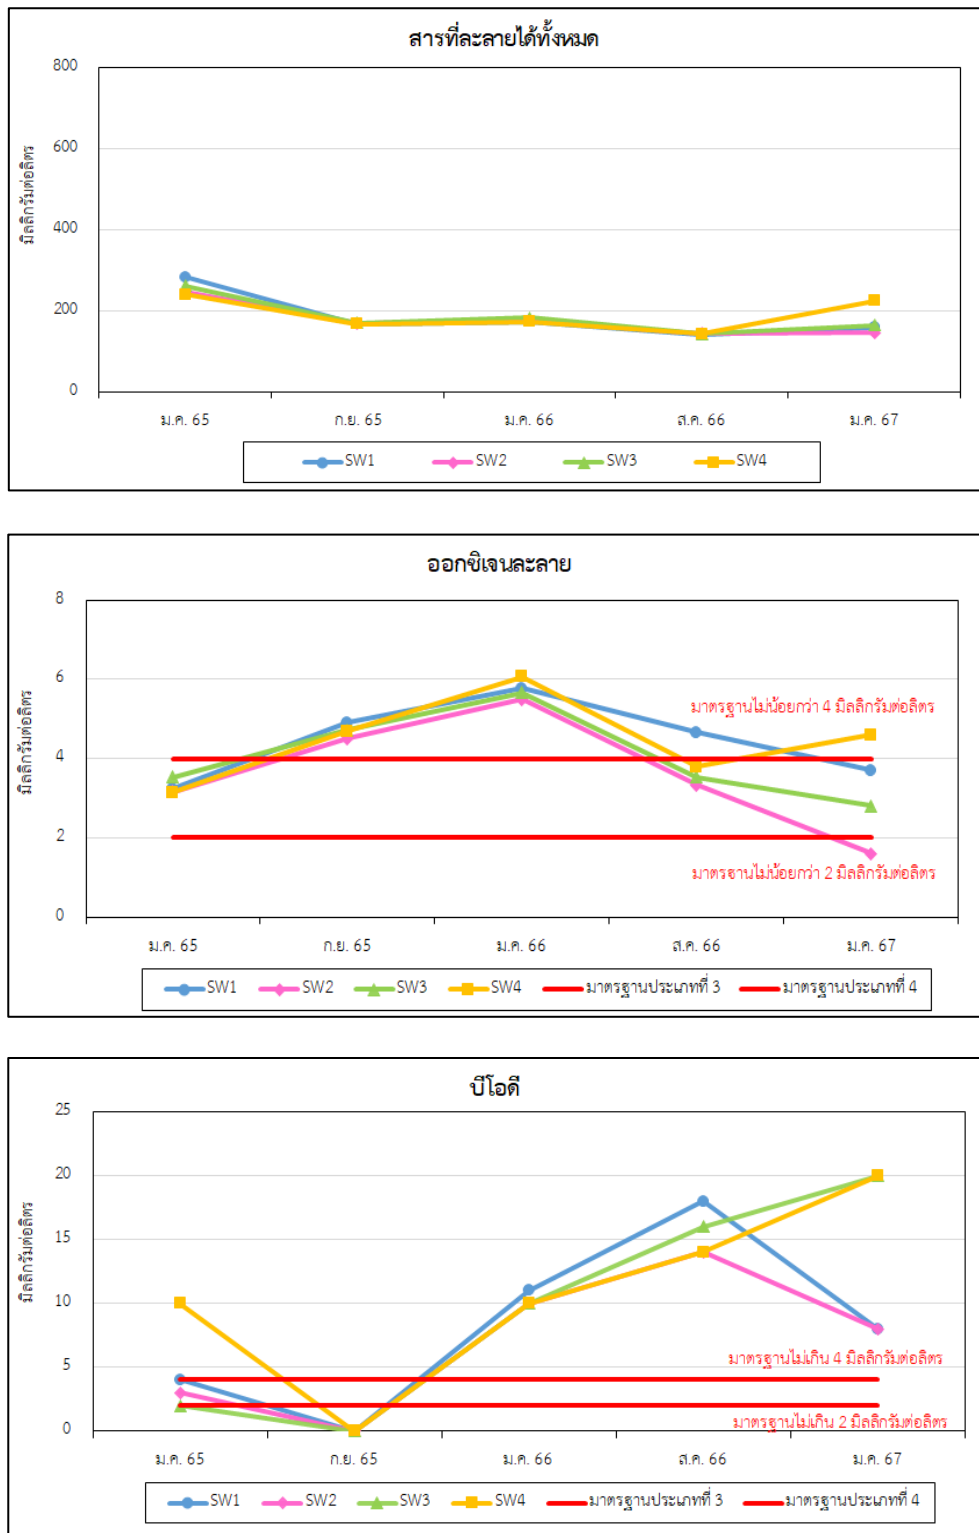 สารที่ละลายได้ทั้งหมด
มิลลิกรัมต่อลิตร
800
600
400
200
0
ม.ค. 65 ก.ย. 65 ม.ค. 66 ส.ค. 66 ม.ค. 67
SW1 SW2 SW3 SW4
ออกซิเจนละลาย
มิลลิกรัมต่อลิตร
8
6
มาตรฐานไม่น้อยกว่า 4 มิลลิกรัมต่อลิตร
4
2
มาตรฐานไม่น้อยกว่า 2 มิลลิกรัมต่อลิตร
0
ม.ค. 65 ก.ย. 65 ม.ค. 66 ส.ค. 66 ม.ค. 67
SW1 SW2 SW3 SW4 มาตรฐานประเภทที่ 3 มาตรฐานประเภทที่ 4
บีโอดี
มิลลิกรัมต่อลิตร
25
20
15
10
5
มาตรฐานไม่เกิน 4 มิลลิกรัมต่อลิตร
มาตรฐานไม่เกิน 2 มิลลิกรัมต่อลิตร
0
ม.ค. 65 ก.ย. 65 ม.ค. 66 ส.ค. 66 ม.ค. 67
SW1 SW2 SW3 SW4 มาตรฐานประเภทที่ 3 มาตรฐานประเภทที่ 4